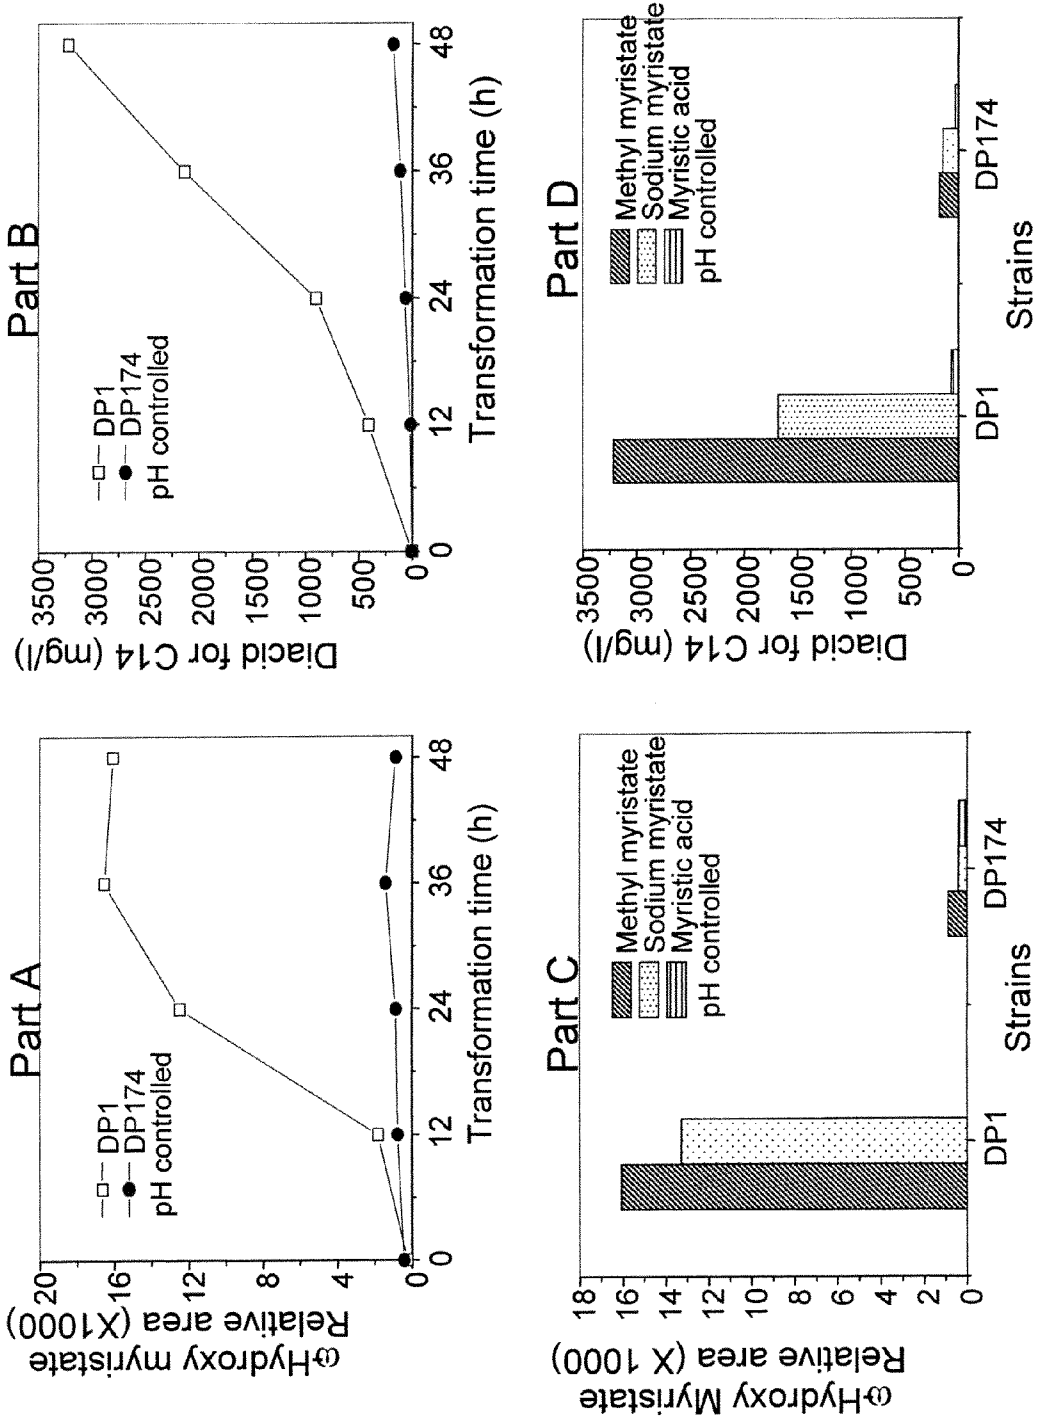 Part A
ω-Hydroxy myristate
Relative area (X1000)
20
16
12
8
4
0
DP1
DP174
pH controlled
0 12 24 36 48
Transformation time (h)
Part B
Diacid for C14 (mg/l)
3500
3000
2500
2000
1500
1000
500
0
DP1
DP174
pH controlled
0 12 24 36 48
Transformation time (h)
Part C
ω-Hydroxy Myristate
Relative area (X 1000)
18
16
14
12
10
8
6
4
2
0
Methyl myristate
Sodium myristate
Myristic acid
pH controlled
DP1 DP174
Strains
Part D
Diacid for C14 (mg/l)
3500
3000
2500
2000
1500
1000
500
0
Methyl myristate
Sodium myristate
Myristic acid
pH controlled
DP1 DP174
Strains